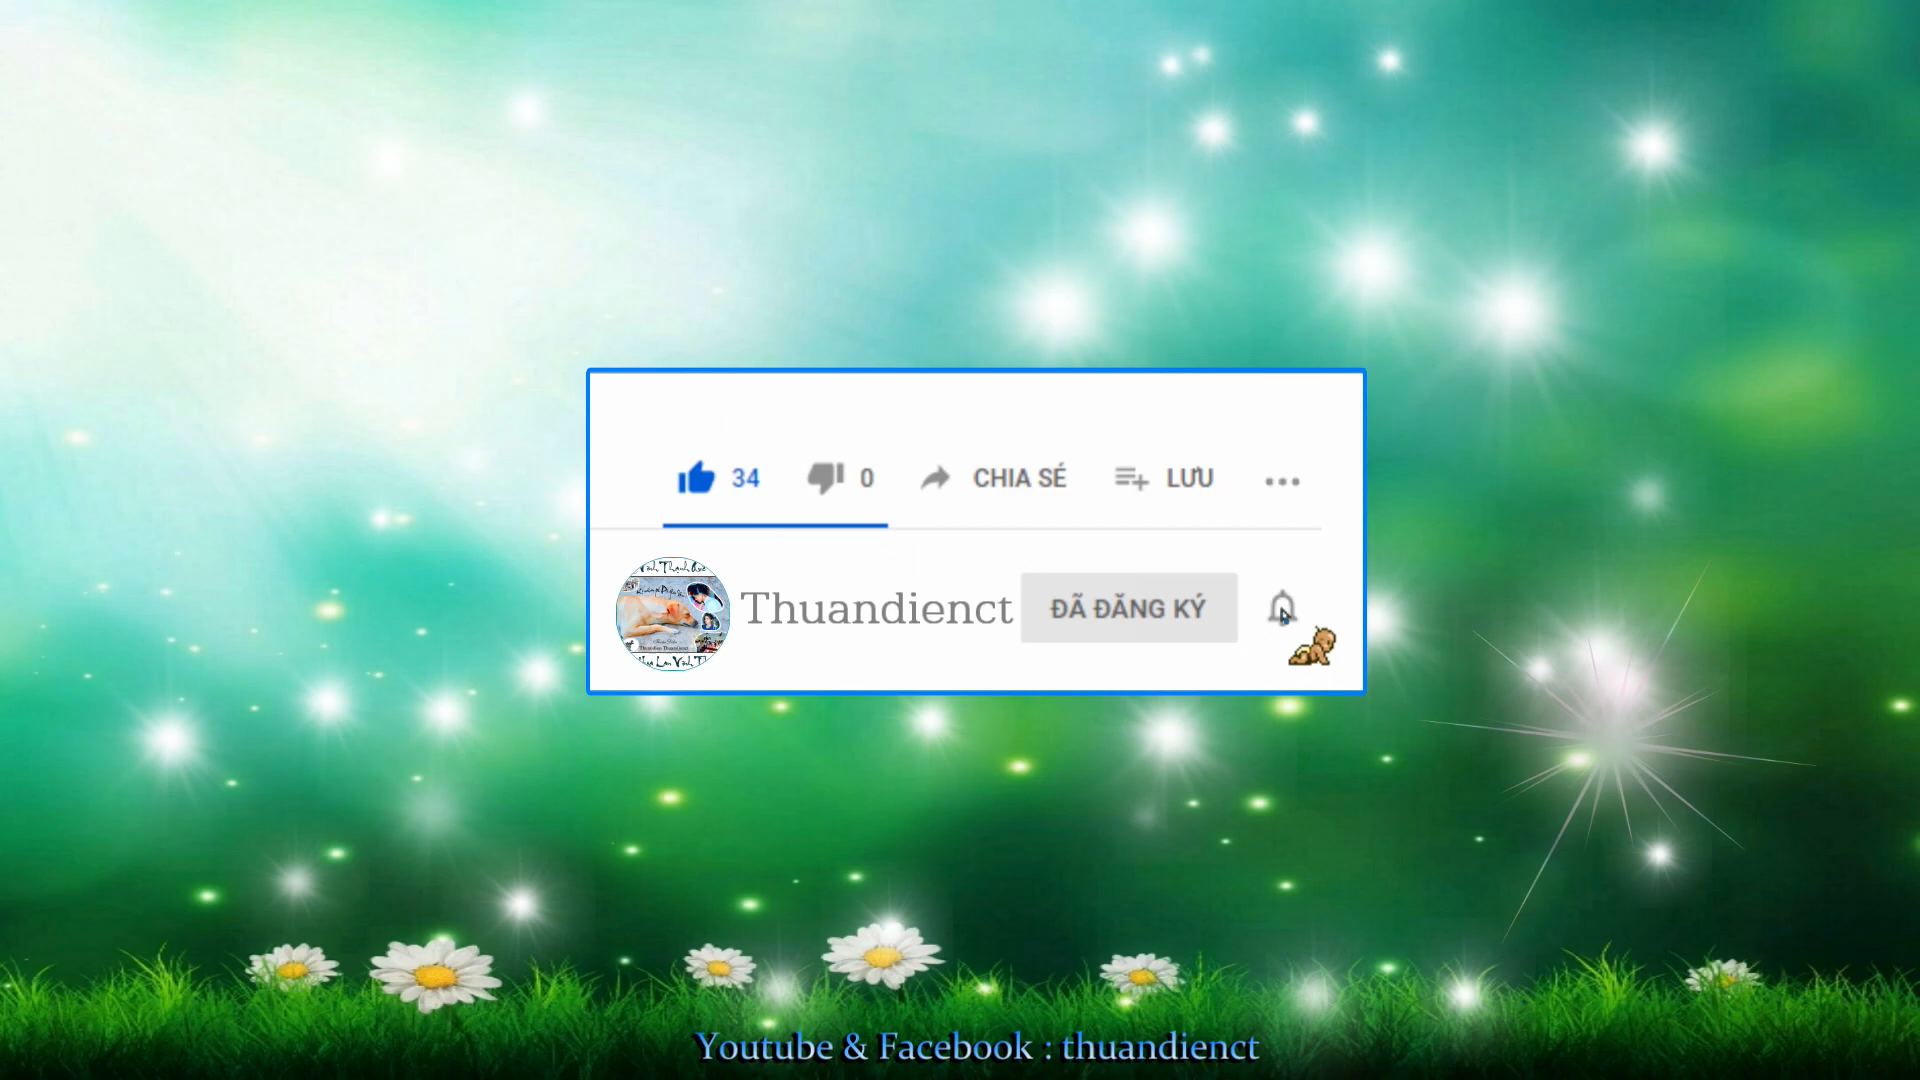 34 0 CHIA SẺ LƯU
Thuandienct ĐÃ ĐĂNG KÝ
Youtube & Facebook : thuandienct